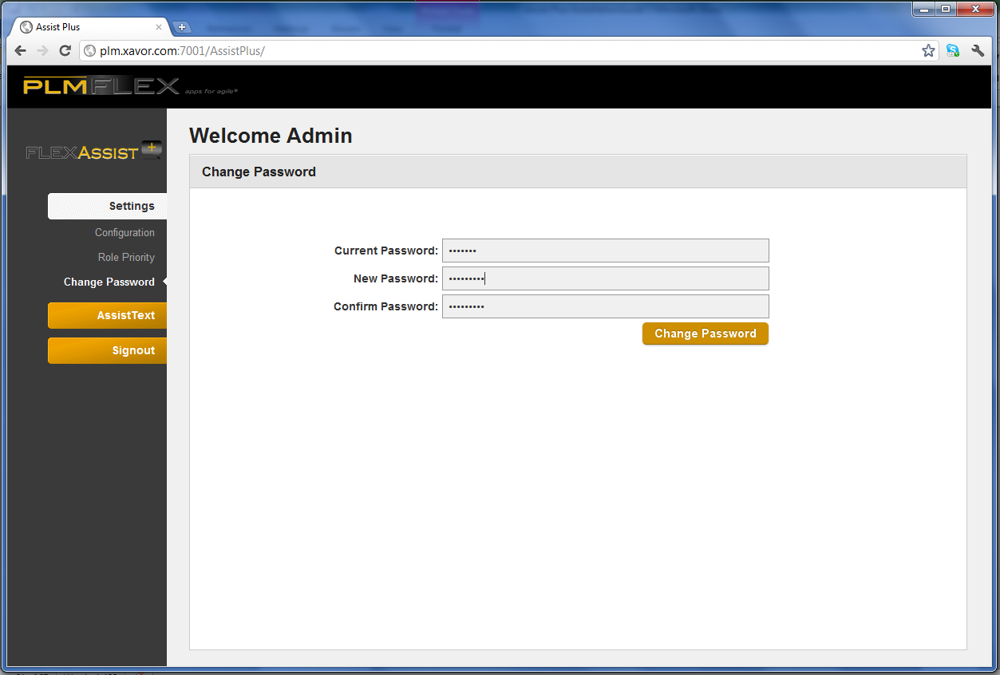 Assist Plus
plm.xavor.com:7001/AssistPlus/
PLMFLEX apps for agile®
FLEXASSIST +
Welcome Admin
Change Password
Settings
Configuration
Role Priority
Change Password
AssistText
Signout
Current Password: •••••••
New Password: •••••••••
Confirm Password: •••••••••
Change Password